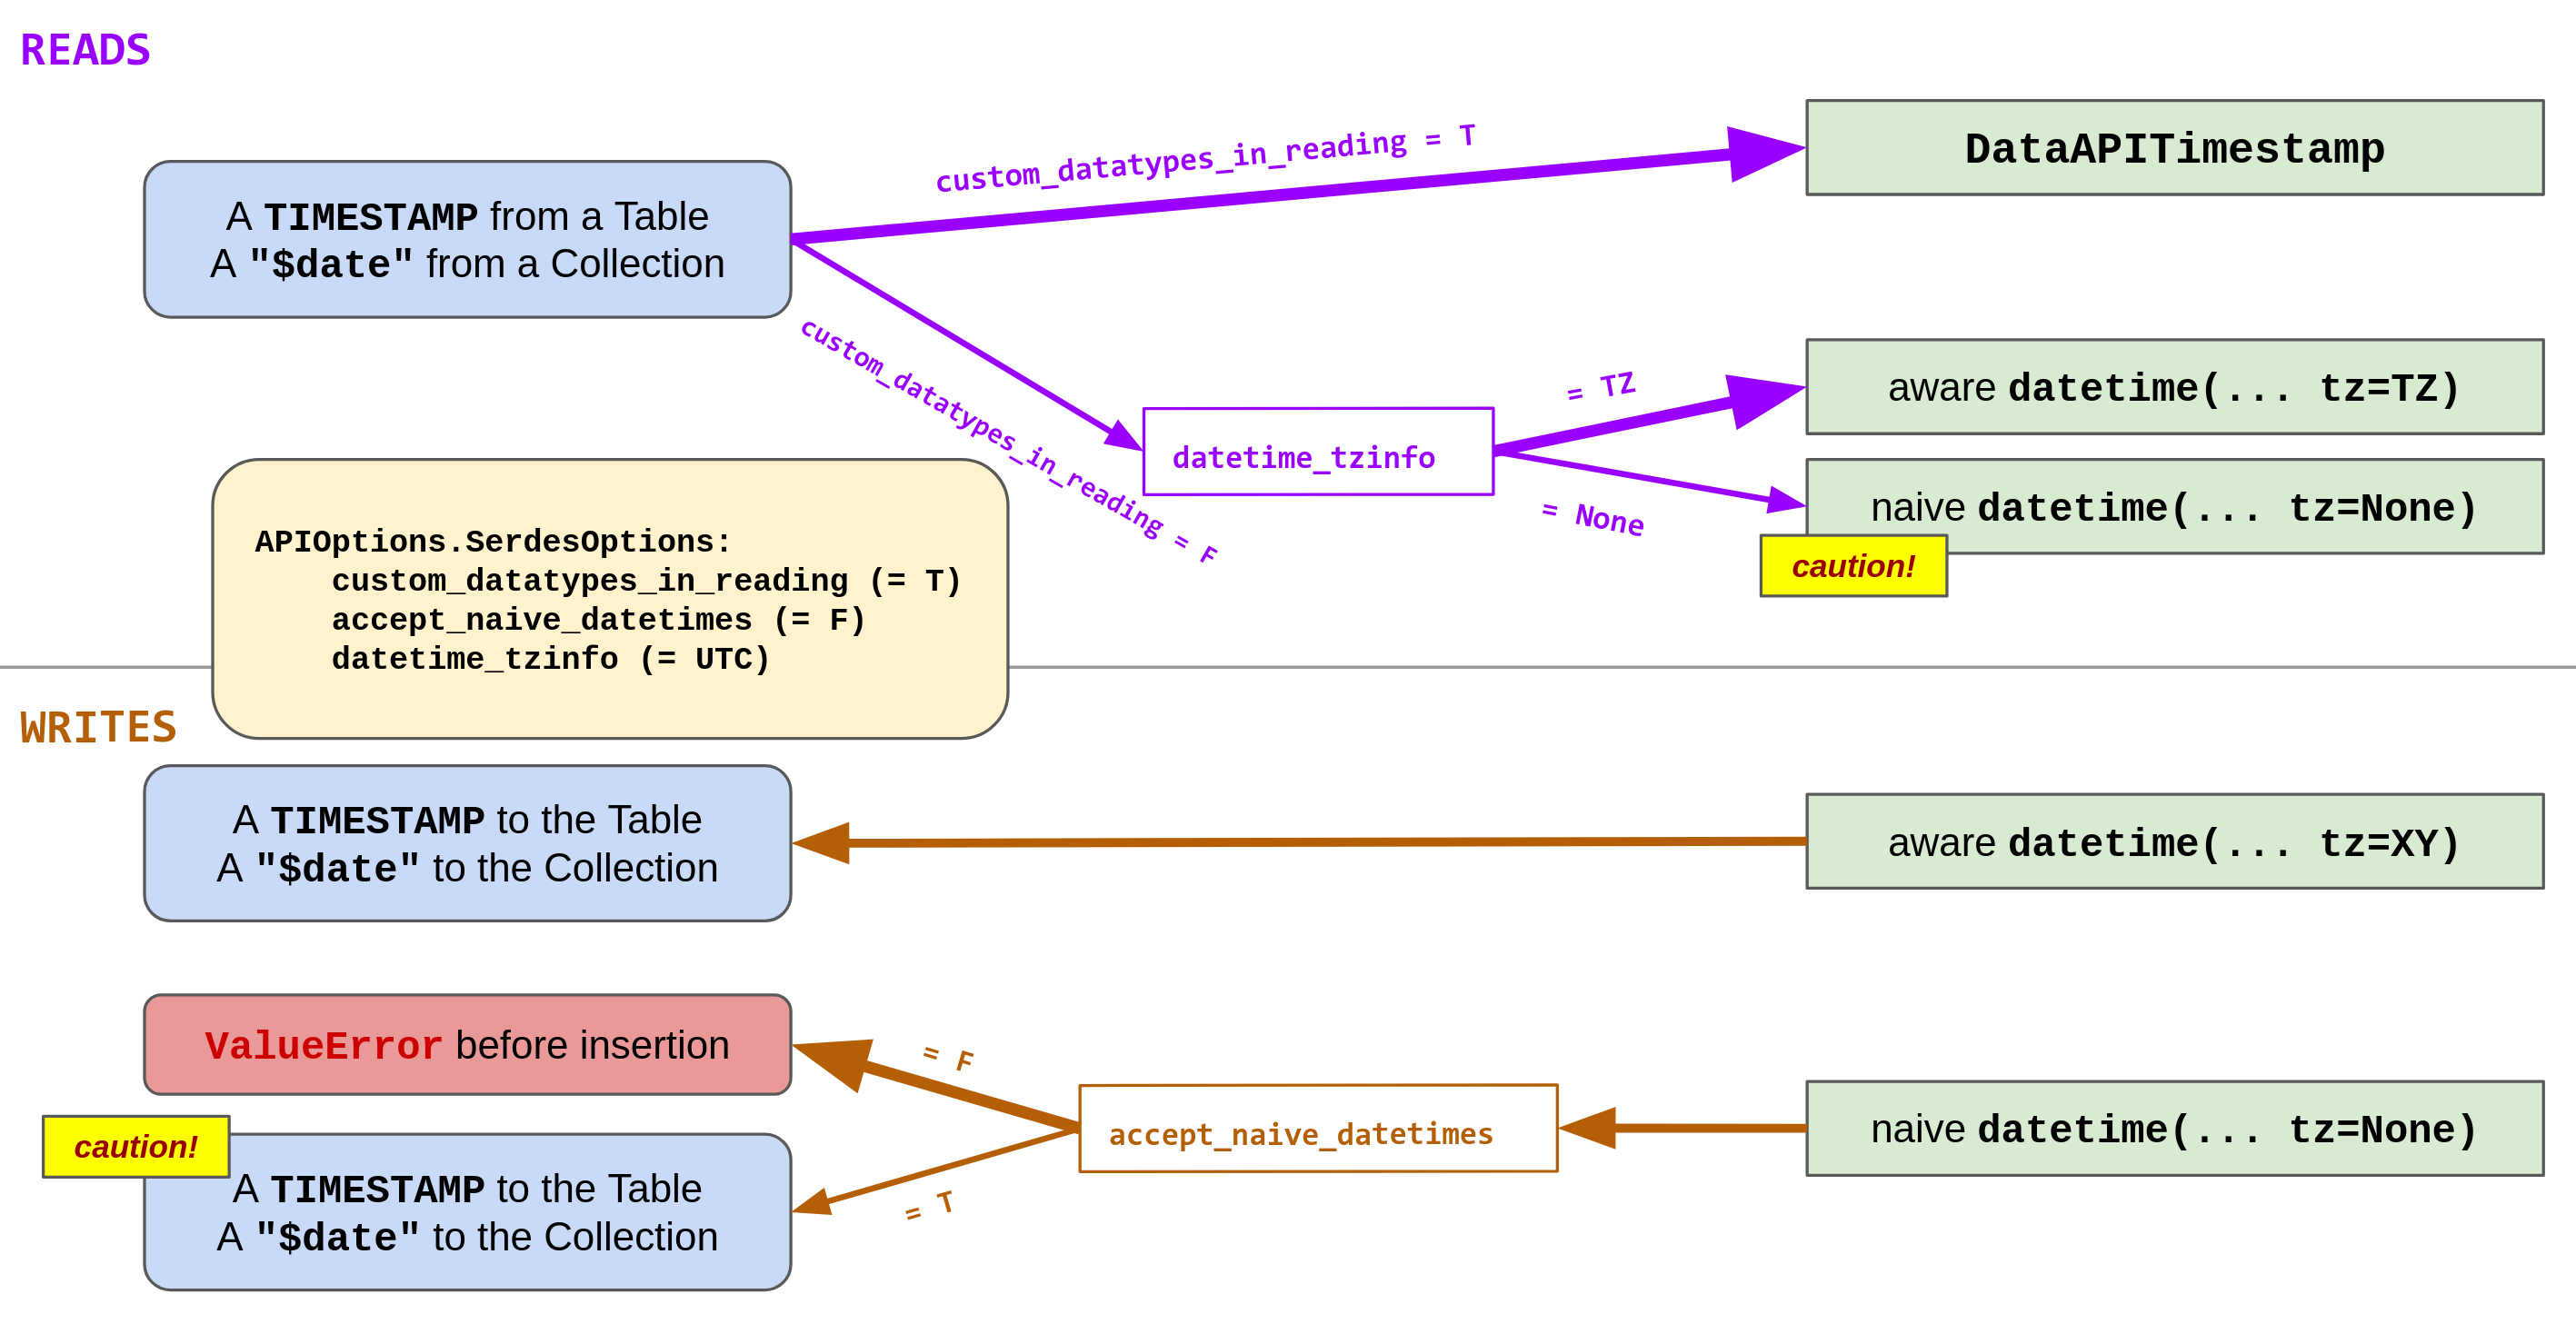 READS
custom_datatypes_in_reading = T
DataAPITimestamp
A TIMESTAMP from a Table
A "$date" from a Collection
custom_datatypes_in_reading = F
datetime_tzinfo
= TZ
aware datetime(... tz=TZ)
= None
naive datetime(... tz=None)
caution!
APIOptions.SerdesOptions:
custom_datatypes_in_reading (= T)
accept_naive_datetimes (= F)
datetime_tzinfo (= UTC)
WRITES
A TIMESTAMP to the Table
A "$date" to the Collection
aware datetime(... tz=XY)
ValueError before insertion
= F
accept_naive_datetimes
naive datetime(... tz=None)
caution!
A TIMESTAMP to the Table
A "$date" to the Collection
= T